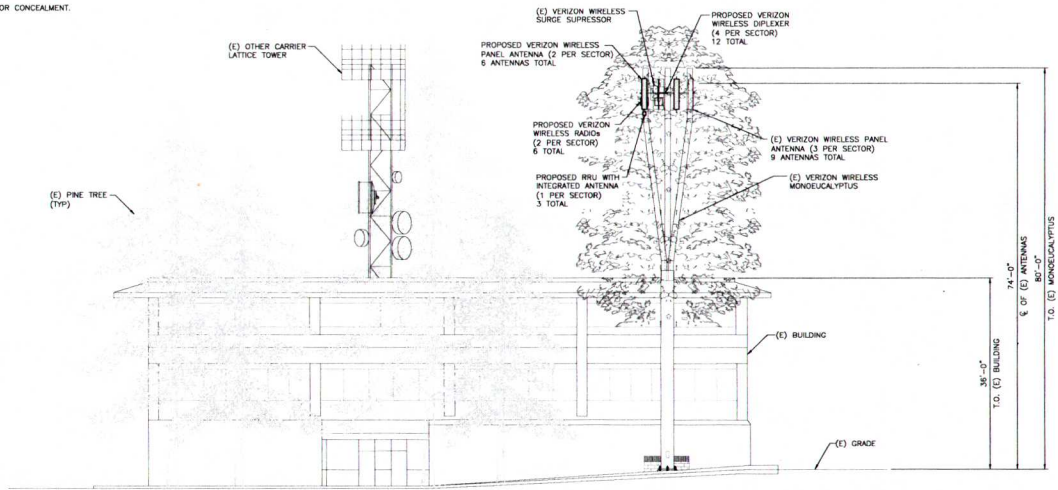 OR CONCEALMENT.
(E) OTHER CARRIER
LATTICE TOWER
(E) VERIZON WIRELESS
SURGE SUPRESSOR
PROPOSED VERIZON
WIRELESS DIPLEXER
(4 PER SECTOR)
12 TOTAL
PROPOSED VERIZON WIRELESS
PANEL ANTENNA (2 PER SECTOR)
6 ANTENNAS TOTAL
PROPOSED VERIZON
WIRELESS RADIOs
(2 PER SECTOR)
6 TOTAL
(E) VERIZON WIRELESS PANEL
ANTENNA (3 PER SECTOR)
9 ANTENNAS TOTAL
PROPOSED RRU WITH
INTEGRATED ANTENNA
(1 PER SECTOR)
3 TOTAL
(E) VERIZON WIRELESS
MONOEUCALYPTUS
(E) PINE TREE
(TYP)
(E) BUILDING
(E) GRADE
36'-0"
T.O. (E) BUILDING
74'-0"
℄ OF (E) ANTENNAS
80'-0"
T.O. (E) MONOEUCALYPTUS